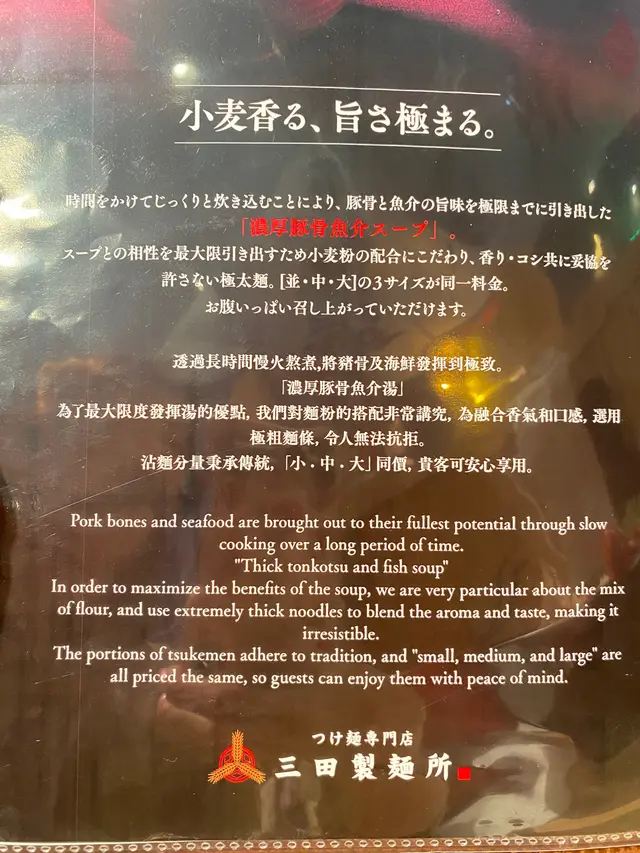 小麦香る、旨さ極まる。
時間をかけてじっくりと炊き込むことにより、豚骨と魚介の旨味を極限までに引き出した
「濃厚豚骨魚介スープ」。
スープとの相性を最大限引き出すため小麦粉の配合にこだわり、香り・コシ共に妥協を
許さない極太麺。[並・中・大]の3サイズが同一料金。
お腹いっぱい召し上がっていただけます。
透過長時間慢火熬煮,將豬骨及海鮮發揮到極致。
「濃厚豚骨魚介湯」
為了最大限度發揮湯的優點, 我們對麵粉的搭配非常講究, 為融合香氣和口感, 選用
極粗麵條, 令人無法抗拒。
沾麵分量秉承傳統,「小・中・大」同價, 貴客可安心享用。
Pork bones and seafood are brought out to their fullest potential through slow
cooking over a long period of time.
"Thick tonkotsu and fish soup"
In order to maximize the benefits of the soup, we are very particular about the mix
of flour, and use extremely thick noodles to blend the aroma and taste, making it
irresistible.
The portions of tsukemen adhere to tradition, and "small, medium, and large" are
all priced the same, so guests can enjoy them with peace of mind.
つけ麺専門店
三田製麺所